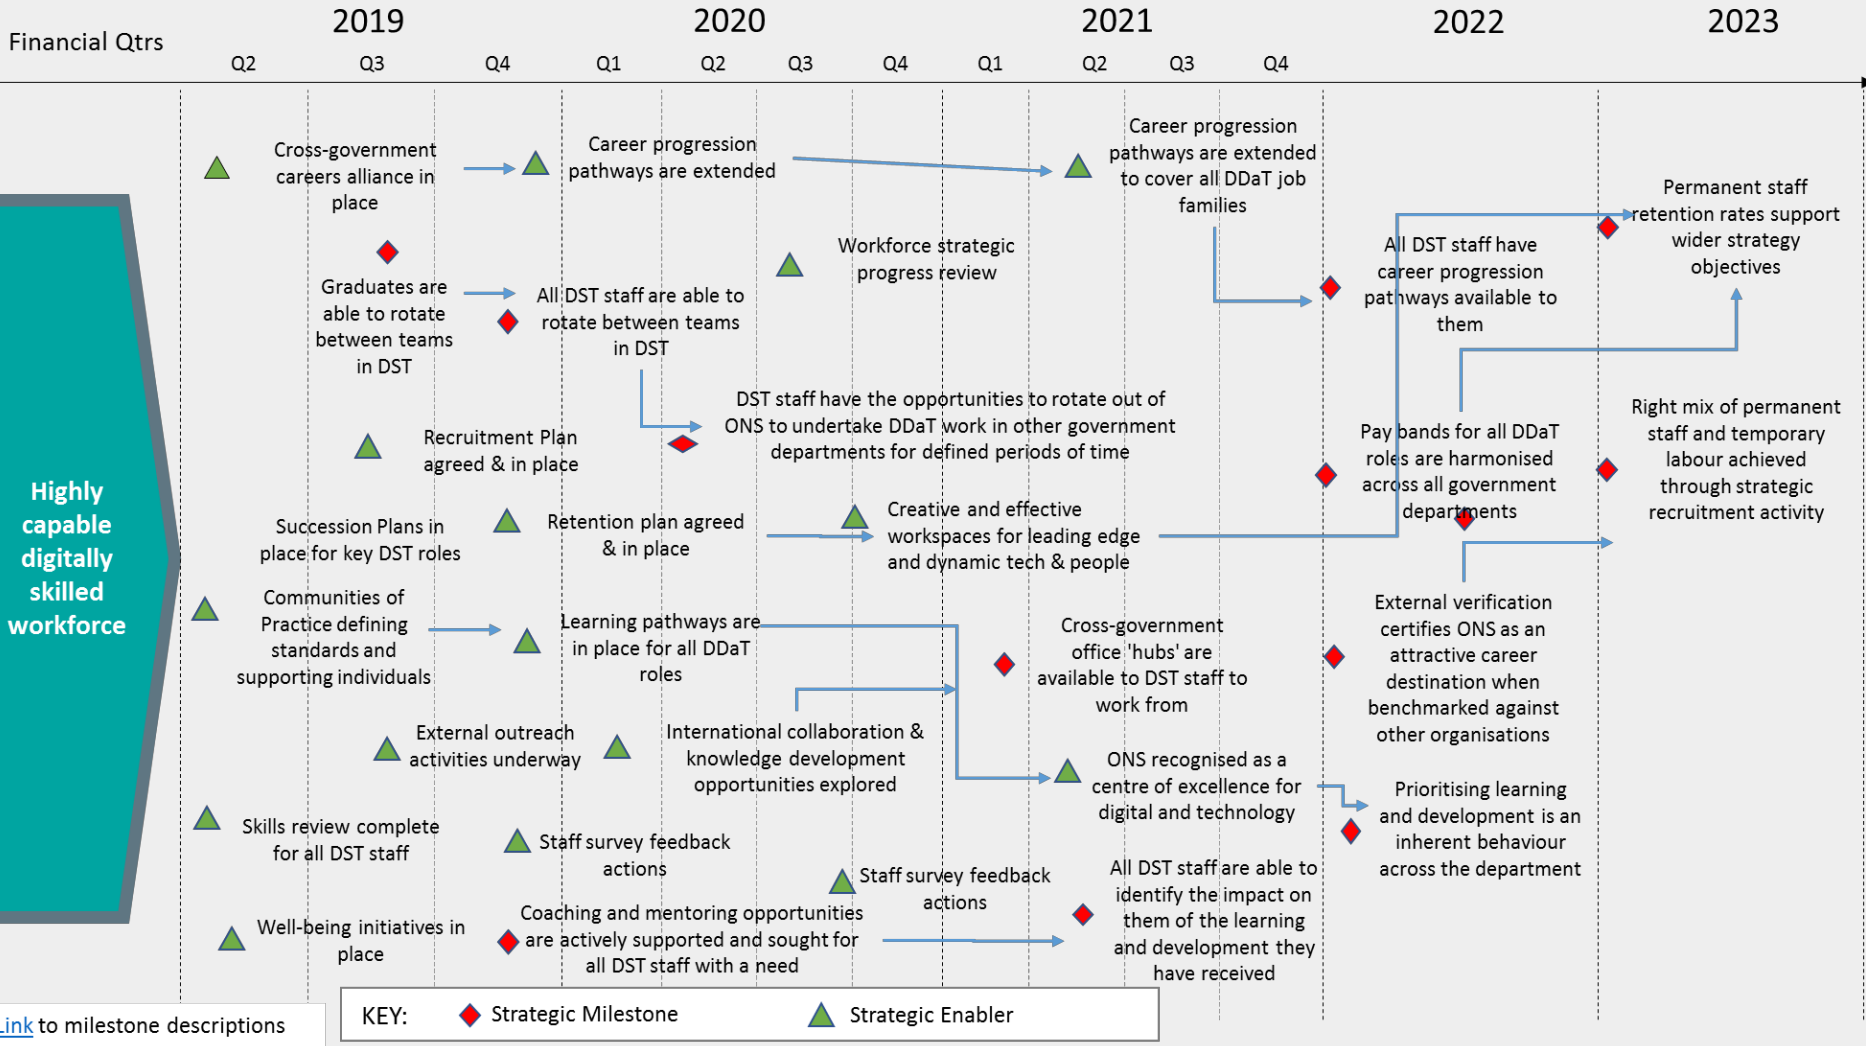 2019
2020
2021
2022
2023
Financial Qtrs
Q2
Q3
Q4
Q1
Q2
Q3
Q4
Q1
Q2
Q3
Q4
Highly
capable
digitally
skilled
workforce
Cross-government
careers alliance in
place
Career progression
pathways are extended
Career progression
pathways are extended
to cover all DDaT job
families
Permanent staff
retention rates support
wider strategy
objectives
Workforce strategic
progress review
All DST staff have
career progression
pathways available to
them
Graduates are
able to rotate
between teams
in DST
All DST staff are able to
rotate between teams
in DST
DST staff have the opportunities to rotate out of
ONS to undertake DDaT work in other government
departments for defined periods of time
Right mix of permanent
staff and temporary
labour achieved
through strategic
recruitment activity
Recruitment Plan
agreed & in place
Pay bands for all DDaT
roles are harmonised
across all government
departments
Succession Plans in
place for key DST roles
Retention plan agreed
& in place
Creative and effective
workspaces for leading edge
and dynamic tech & people
Communities of
Practice defining
standards and
supporting individuals
Learning pathways are
in place for all DDaT
roles
Cross-government
office 'hubs' are
available to DST staff to
work from
External verification
certifies ONS as an
attractive career
destination when
benchmarked against
other organisations
External outreach
activities underway
International collaboration &
knowledge development
opportunities explored
ONS recognised as a
centre of excellence for
digital and technology
Prioritising learning
and development is an
inherent behaviour
across the department
Skills review complete
for all DST staff
Staff survey feedback
actions
Staff survey feedback
actions
All DST staff are able to
identify the impact on
them of the learning
and development they
have received
Well-being initiatives in
place
Coaching and mentoring opportunities
are actively supported and sought for
all DST staff with a need
Link to milestone descriptions
KEY:
Strategic Milestone
Strategic Enabler